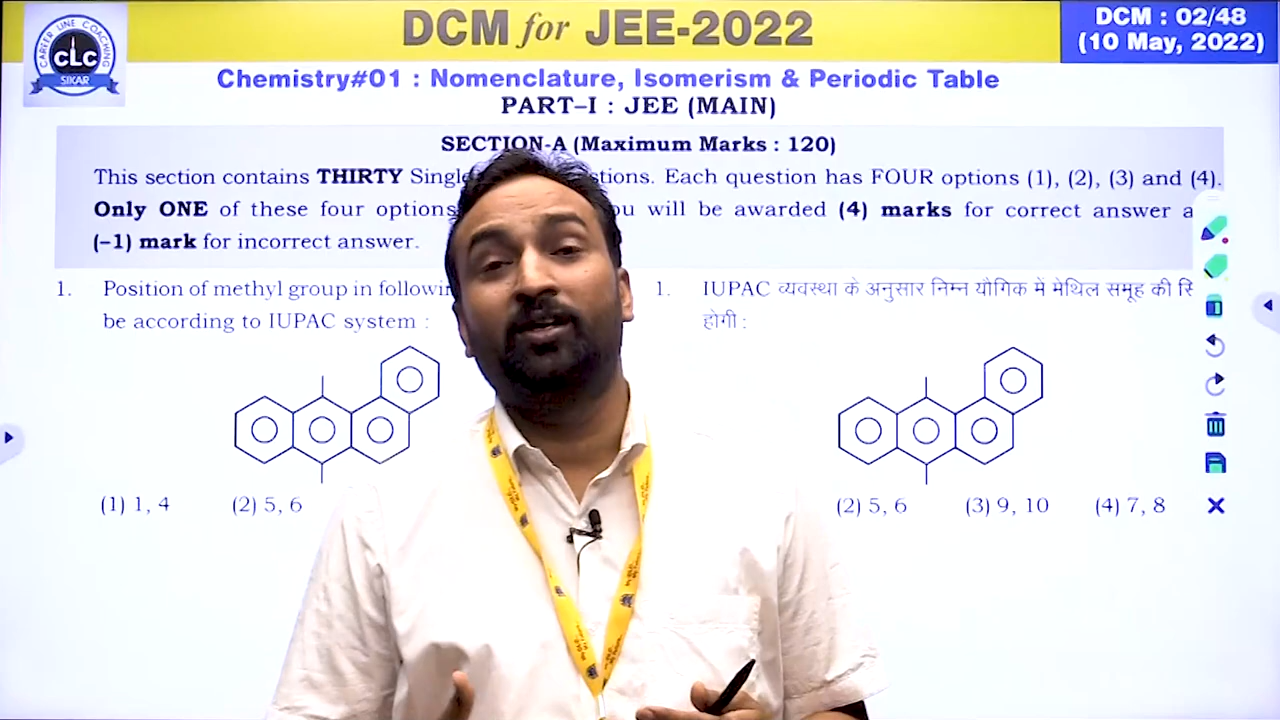 DCM for JEE-2022
DCM : 02/48
(10 May, 2022)
CAREER LINE COACHING
CLC
SIKAR
Chemistry#01 : Nomenclature, Isomerism & Periodic Table
PART–I : JEE (MAIN)
SECTION-A (Maximum Marks : 120)
This section contains THIRTY Single stions. Each question has FOUR options (1), (2), (3) and (4).
Only ONE of these four options ou will be awarded (4) marks for correct answer a
(–1) mark for incorrect answer.
1. Position of methyl group in followin
be according to IUPAC system :
(1) 1, 4 (2) 5, 6
1. IUPAC व्यवस्था के अनुसार निम्न यौगिक में मेथिल समूह की स्थि
होगी :
(2) 5, 6 (3) 9, 10 (4) 7, 8